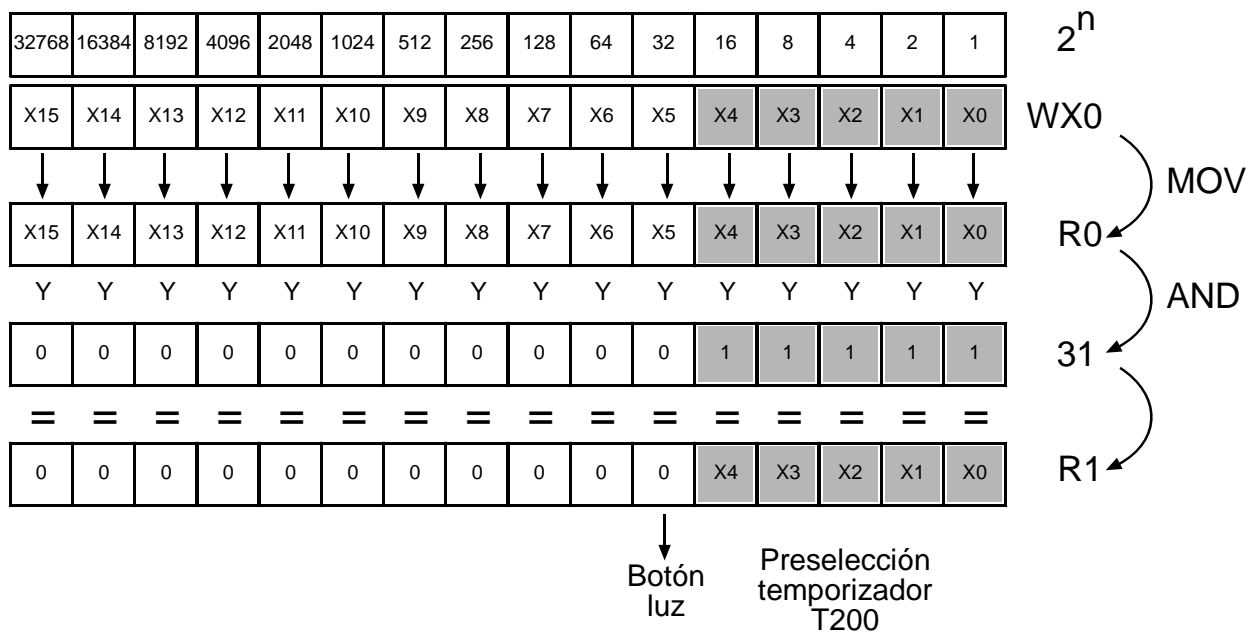 32768 16384 8192 4096 2048 1024 512 256 128 64 32 16 8 4 2 1 2^n
X15 X14 X13 X12 X11 X10 X9 X8 X7 X6 X5 X4 X3 X2 X1 X0 WX0
MOV
X15 X14 X13 X12 X11 X10 X9 X8 X7 X6 X5 X4 X3 X2 X1 X0 R0
Y Y Y Y Y Y Y Y Y Y Y Y Y Y Y Y AND
0 0 0 0 0 0 0 0 0 0 0 1 1 1 1 1 31
= = = = = = = = = = = = = = = =
0 0 0 0 0 0 0 0 0 0 0 X4 X3 X2 X1 X0 R1
Botón
luz
Preselección
temporizador
T200